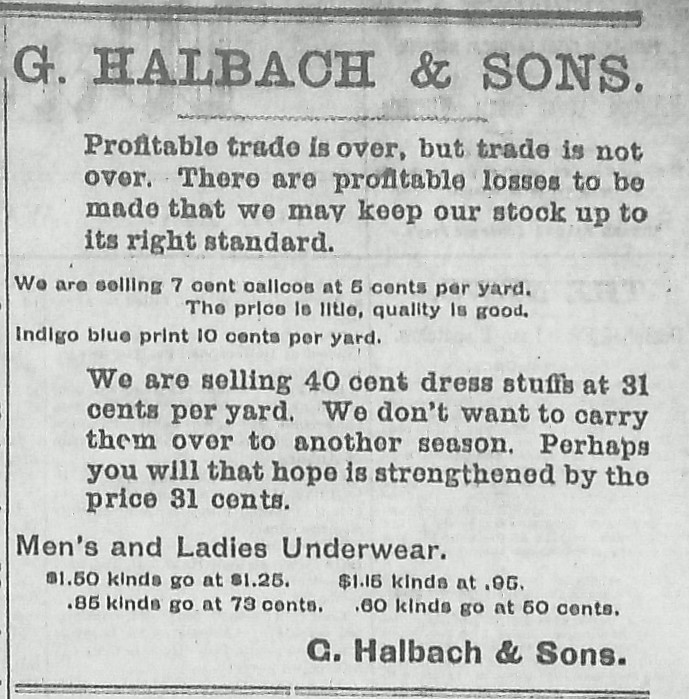 G. HALBACH & SONS.
Profitable trade is over, but trade is not
over. There are profitable losses to be
made that we may keep our stock up to
its right standard.
We are selling 7 cent calicos at 5 cents per yard.
The price is litle, quality is good.
Indigo blue print 10 cents per yard.
We are selling 40 cent dress stuffs at 31
cents per yard. We don't want to carry
them over to another season. Perhaps
you will that hope is strengthened by the
price 31 cents.
Men's and Ladies Underwear.
$1.50 kinds go at $1.25. $1.15 kinds at .95.
.85 kinds go at 73 cents. .60 kinds go at 50 cents.
G. Halbach & Sons.